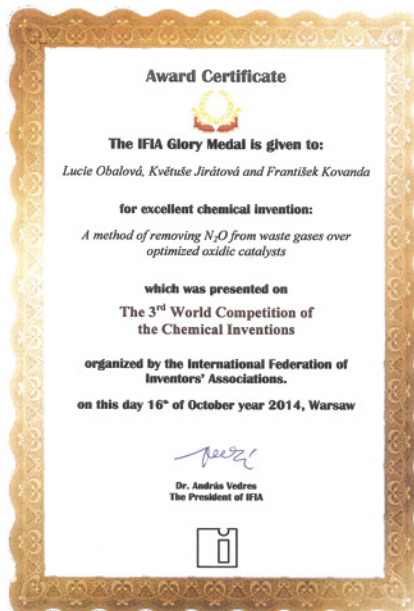 Award Certificate
The IFIA Glory Medal is given to:
Lucie Obalová, Květuše Jirátová and František Kovanda
for excellent chemical invention:
A method of removing N₂O from waste gases over
optimized oxidic catalysts
which was presented on
The 3rd World Competition of
the Chemical Inventions
organized by the International Federation of
Inventors' Associations.
on this day 16th of October year 2014, Warsaw
Dr. András Vedres
The President of IFIA